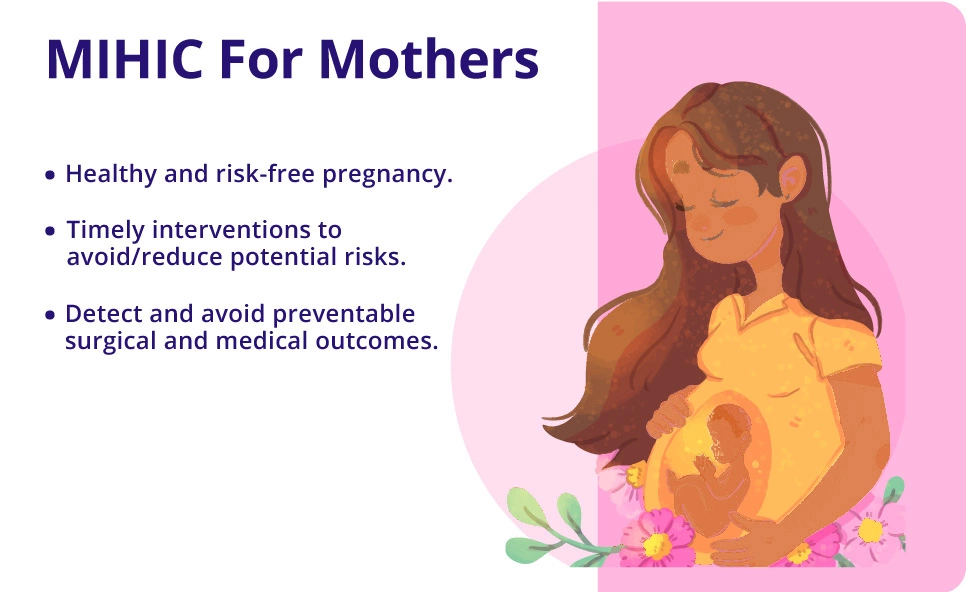 MIHIC For Mothers
• Healthy and risk-free pregnancy.
• Timely interventions to
avoid/reduce potential risks.
• Detect and avoid preventable
surgical and medical outcomes.